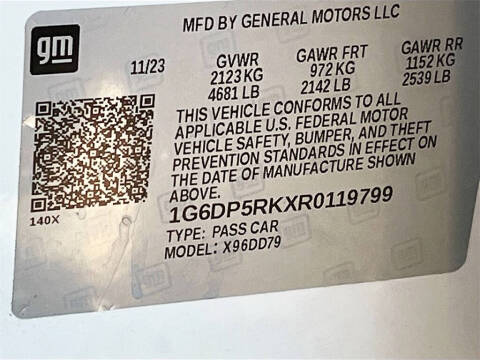 gm
MFD BY GENERAL MOTORS LLC
11/23 GVWR GAWR FRT GAWR RR
2123 KG 972 KG 1152 KG
4681 LB 2142 LB 2539 LB
THIS VEHICLE CONFORMS TO ALL
APPLICABLE U.S. FEDERAL MOTOR
VEHICLE SAFETY, BUMPER, AND THEFT
PREVENTION STANDARDS IN EFFECT ON
THE DATE OF MANUFACTURE SHOWN
ABOVE.
140X
1G6DP5RKXR0119799
TYPE: PASS CAR
MODEL: X96DD79